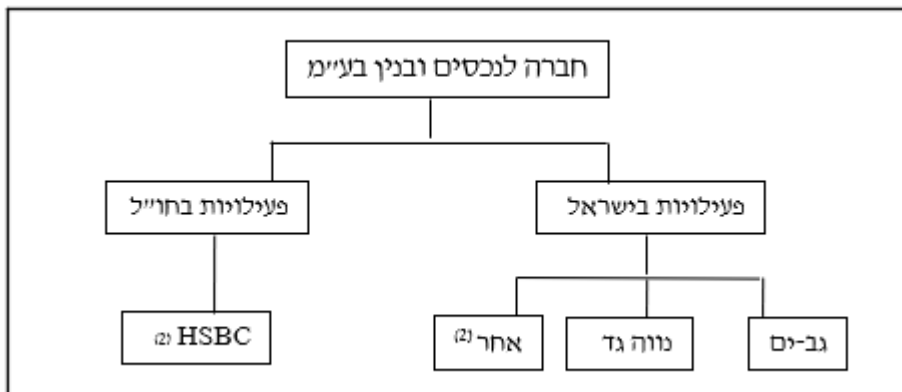 חברה לנכסים ובנין בע"מ
פעילויות בישראל
פעילויות בחו"ל
גב-ים
נווה גד
אחר (2)
HSBC (2)